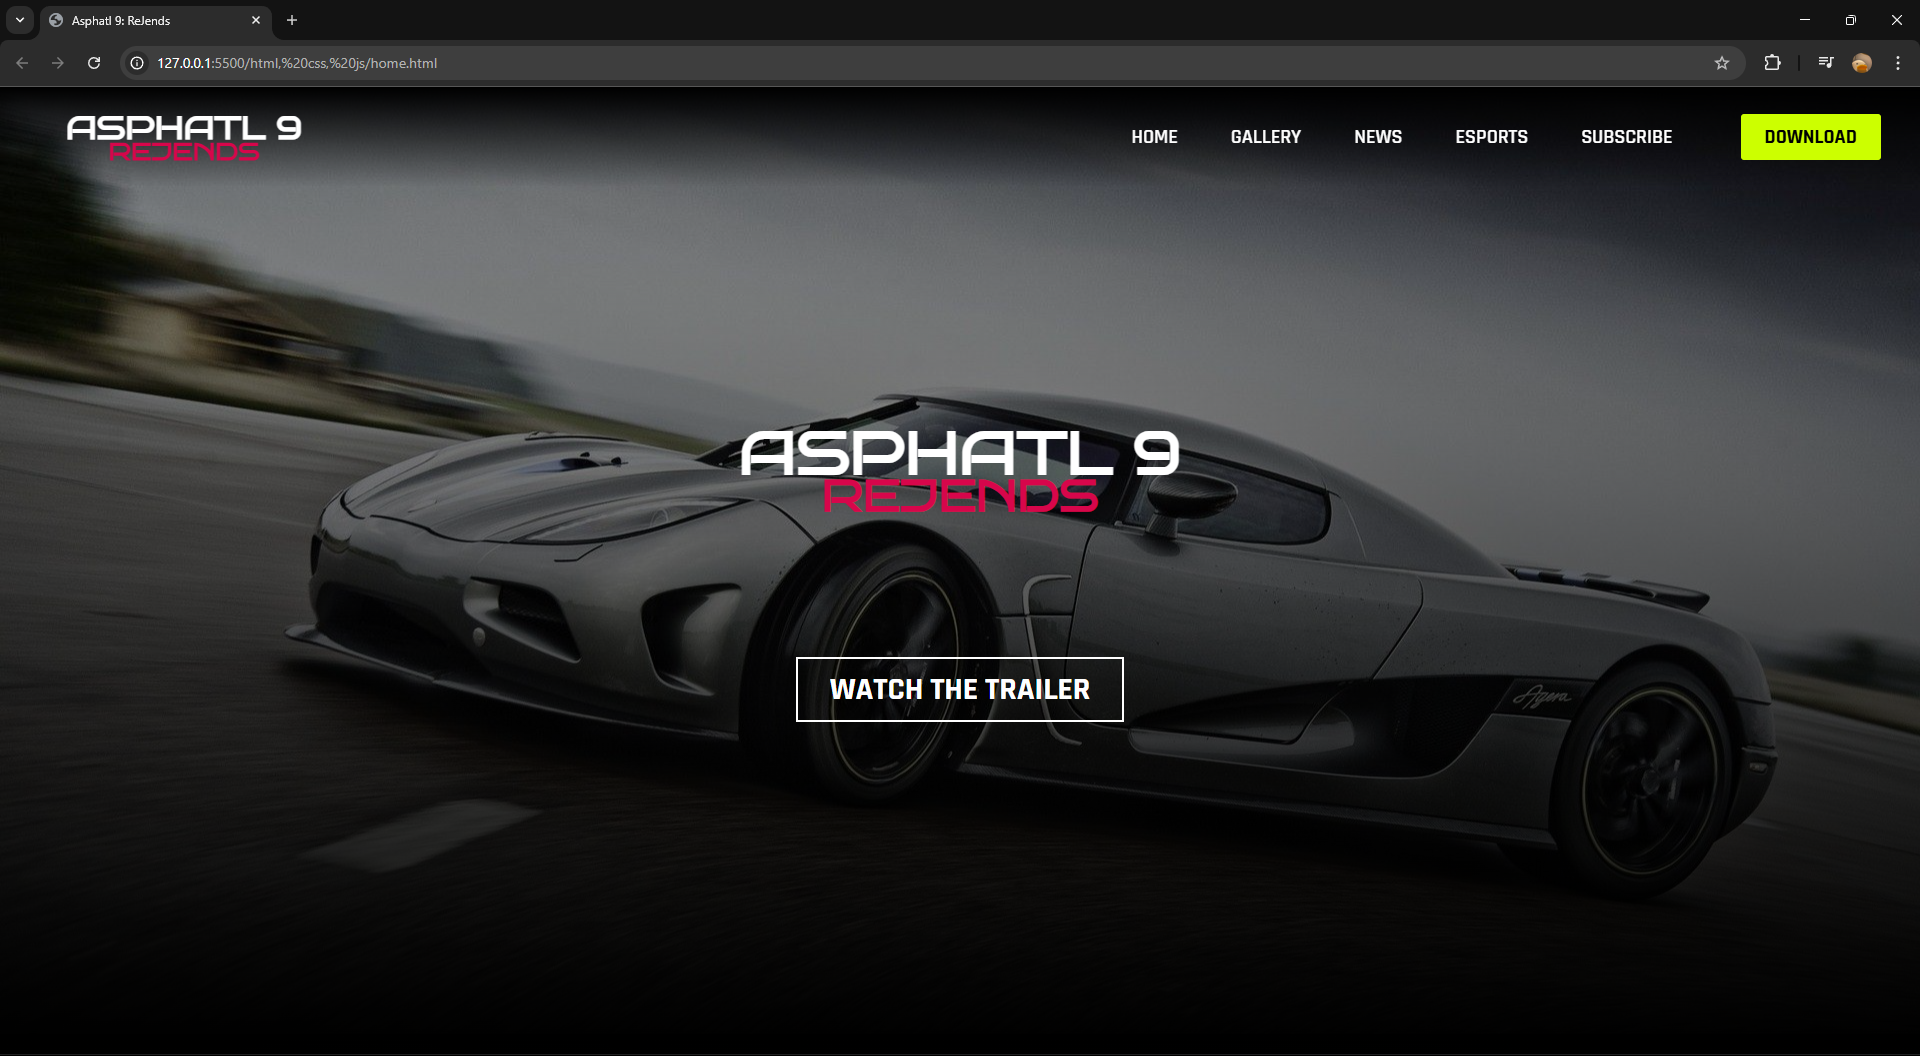 Asphatl 9: ReJends
127.0.0.1:5500/html,%20css,%20js/home.html
ASPHATL 9
REJENDS
HOME GALLERY NEWS ESPORTS SUBSCRIBE DOWNLOAD
ASPHATL 9
REJENDS
WATCH THE TRAILER
Agera